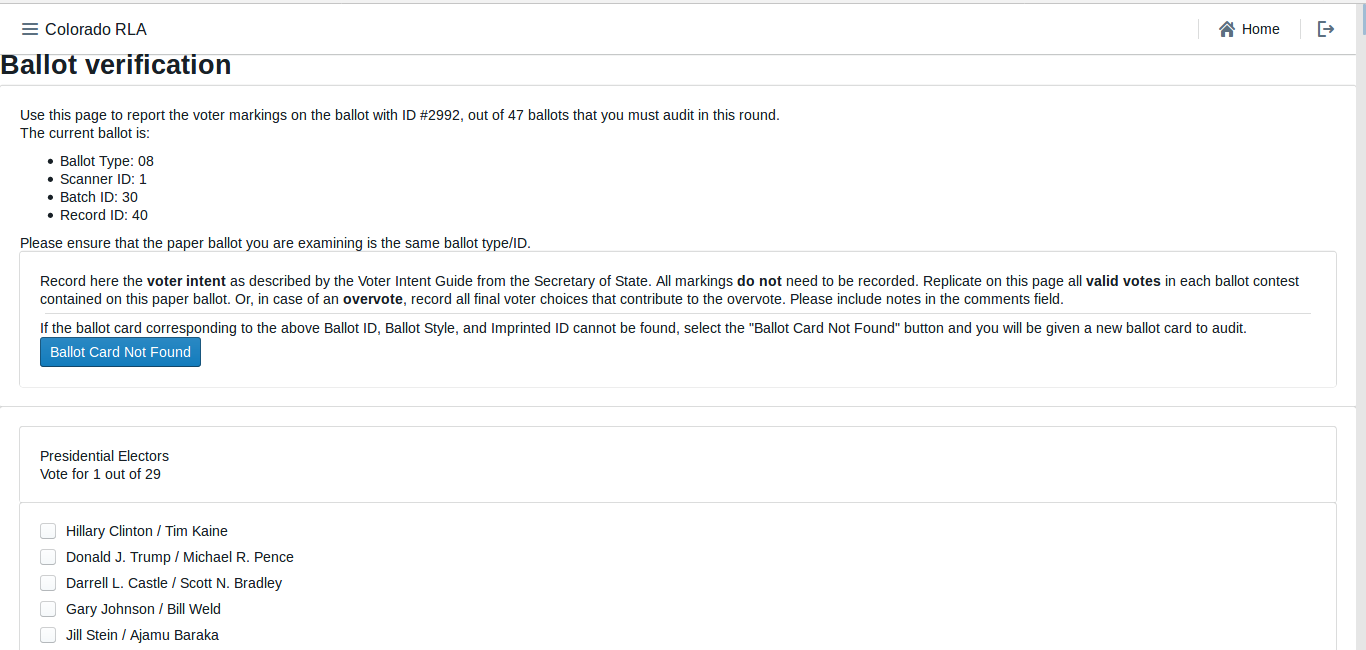 Colorado RLA
Home
Ballot verification
Use this page to report the voter markings on the ballot with ID #2992, out of 47 ballots that you must audit in this round.
The current ballot is:
Ballot Type: 08
Scanner ID: 1
Batch ID: 30
Record ID: 40
Please ensure that the paper ballot you are examining is the same ballot type/ID.
Record here the voter intent as described by the Voter Intent Guide from the Secretary of State. All markings do not need to be recorded. Replicate on this page all valid votes in each ballot contest
contained on this paper ballot. Or, in case of an overvote, record all final voter choices that contribute to the overvote. Please include notes in the comments field.
If the ballot card corresponding to the above Ballot ID, Ballot Style, and Imprinted ID cannot be found, select the "Ballot Card Not Found" button and you will be given a new ballot card to audit.
Ballot Card Not Found
Presidential Electors
Vote for 1 out of 29
Hillary Clinton / Tim Kaine
Donald J. Trump / Michael R. Pence
Darrell L. Castle / Scott N. Bradley
Gary Johnson / Bill Weld
Jill Stein / Ajamu Baraka